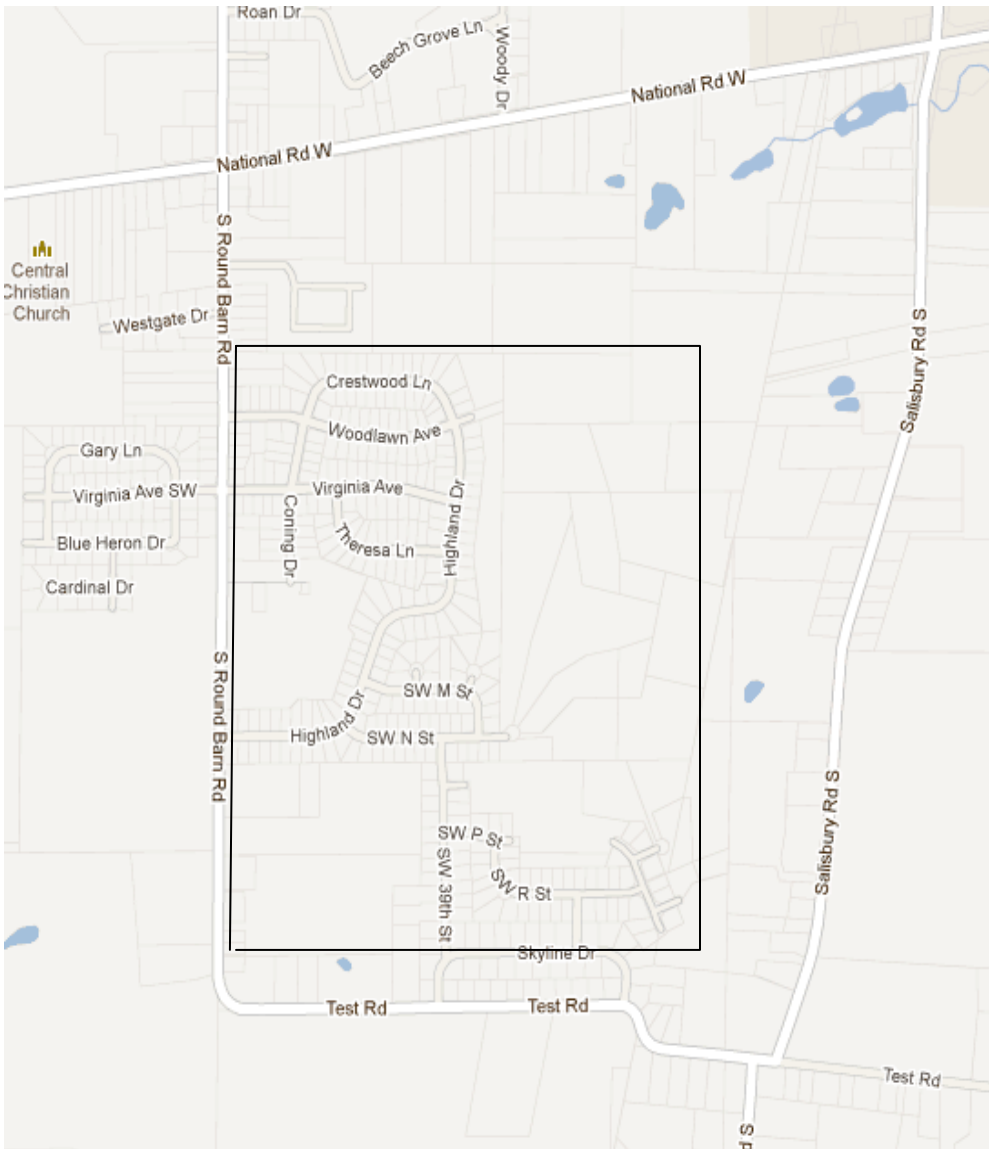 Roan Dr
Beech Grove Ln
Woody Dr
National Rd W
National Rd W
S Round Barn Rd
Central
Christian
Church
Westgate Dr
Salisbury Rd S
Crestwood Ln
Woodlawn Ave
Gary Ln
Virginia Ave SW
Virginia Ave
Coning Dr
Highland Dr
Blue Heron Dr
Theresa Ln
Cardinal Dr
S Round Barn Rd
SW M St
Highland Dr
SW N St
Salisbury Rd S
SW P St
SW 39th St
SW R St
Skyline Dr
Test Rd
Test Rd
Test Rd
d S